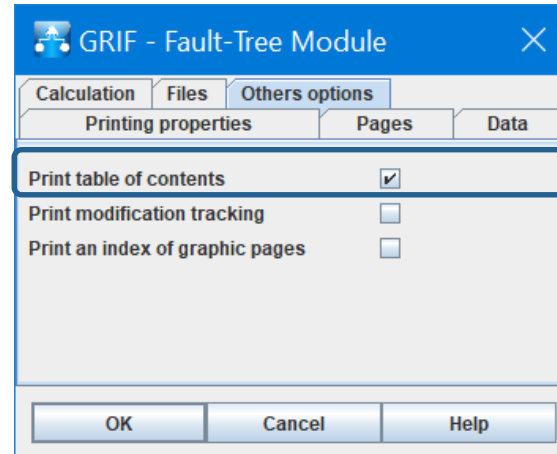 GRIF - Fault-Tree Module
Calculation Files Others options
Printing properties Pages Data
Print table of contents
Print modification tracking
Print an index of graphic pages
OK Cancel Help